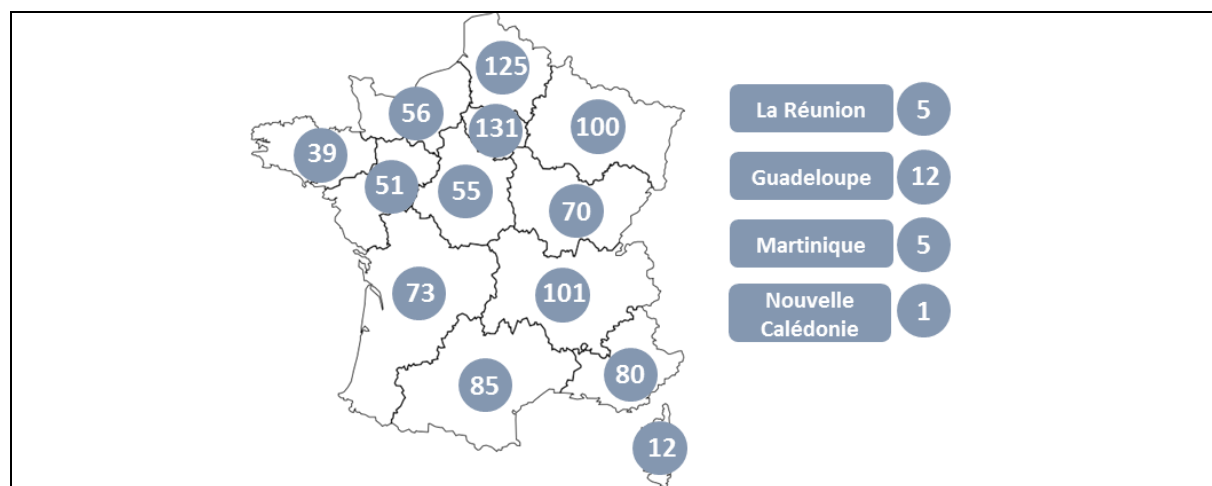 125
56
131
100
39
51
55
70
73
101
85
80
12
La Réunion 5
Guadeloupe 12
Martinique 5
Nouvelle
Calédonie 1